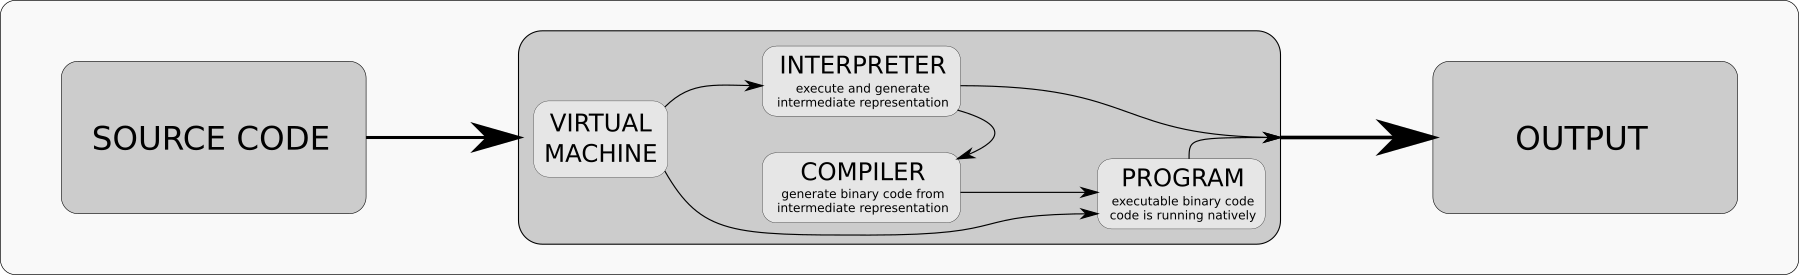 SOURCE CODE
VIRTUAL
MACHINE
INTERPRETER
execute and generate
intermediate representation
COMPILER
generate binary code from
intermediate representation
PROGRAM
executable binary code
code is running natively
OUTPUT